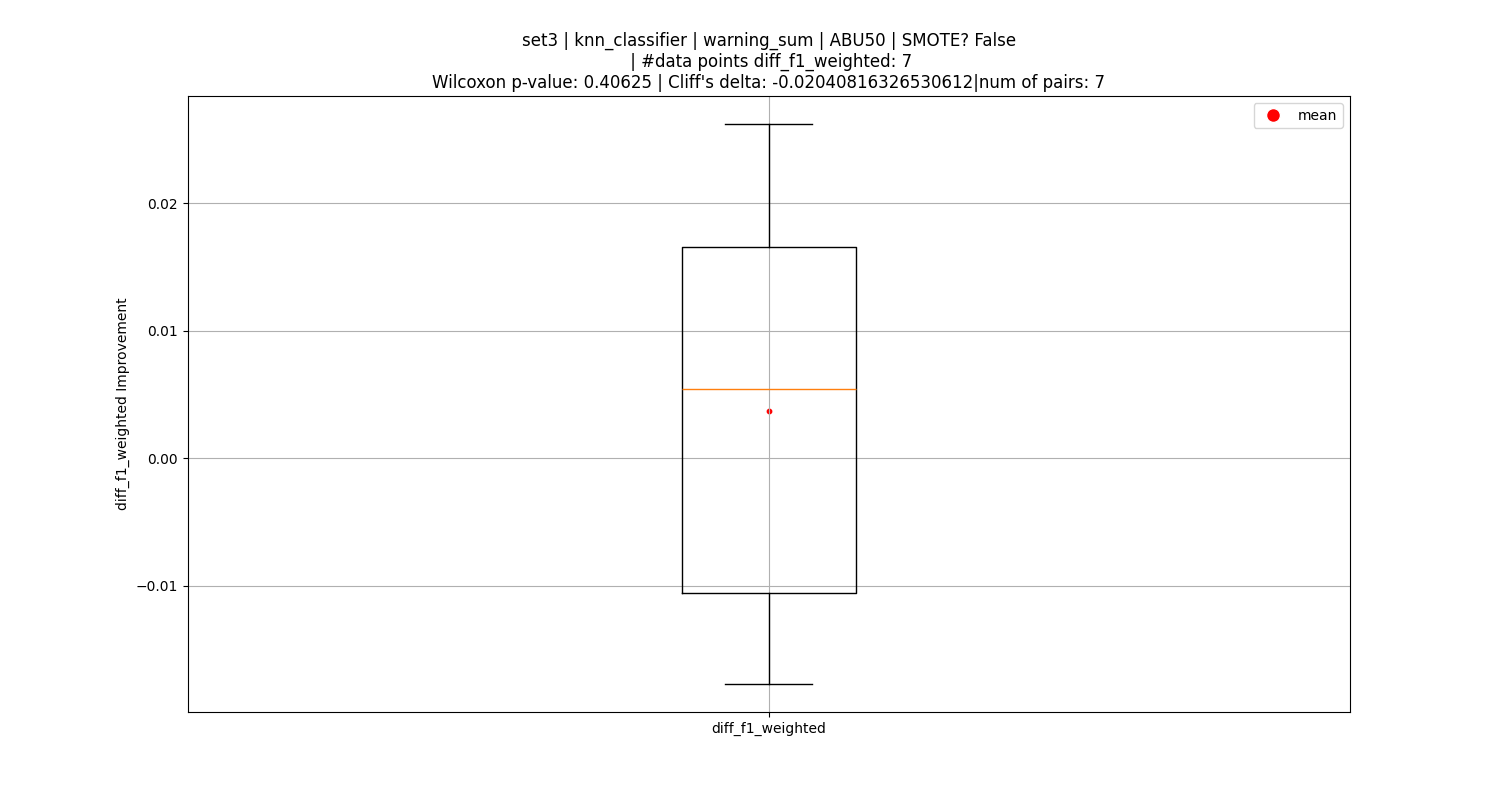 set3 | knn_classifier | warning_sum | ABU50 | SMOTE? False
| #data points diff_f1_weighted: 7
Wilcoxon p-value: 0.40625 | Cliff's delta: -0.02040816326530612|num of pairs: 7
mean
0.02
0.01
0.00
−0.01
diff_f1_weighted Improvement
diff_f1_weighted